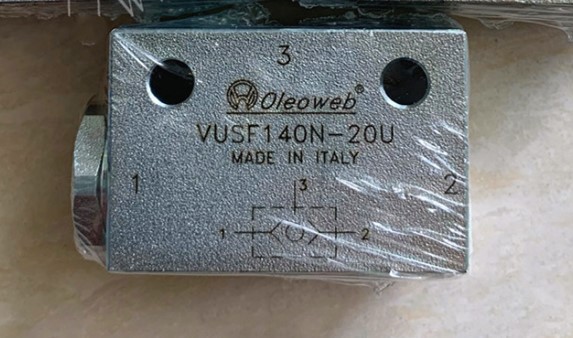 3
Oleoweb®
VUSF140N-20U
MADE IN ITALY
1 2
3
1 2